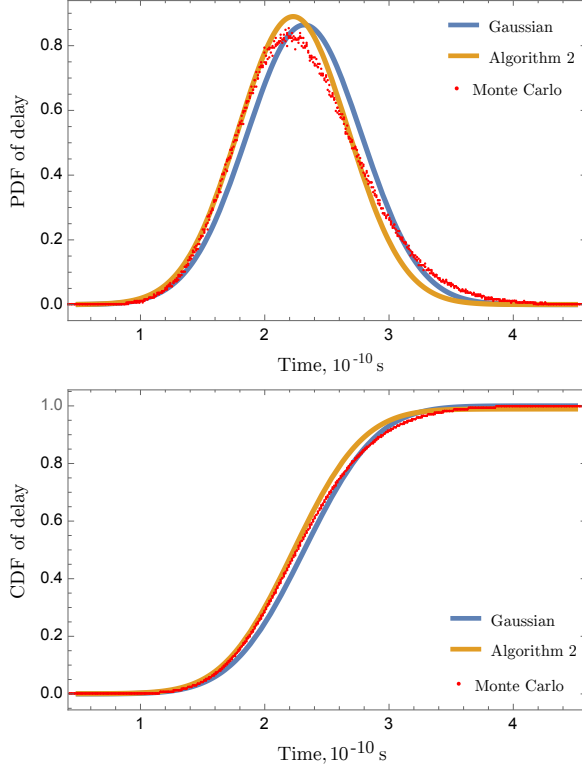 0.8
0.6
0.4
0.2
0.0
PDF of delay
Gaussian
Algorithm 2
Monte Carlo
1 2 3 4
Time, 10⁻¹⁰ s
1.0
0.8
0.6
0.4
0.2
0.0
CDF of delay
Gaussian
Algorithm 2
Monte Carlo
1 2 3 4
Time, 10⁻¹⁰ s